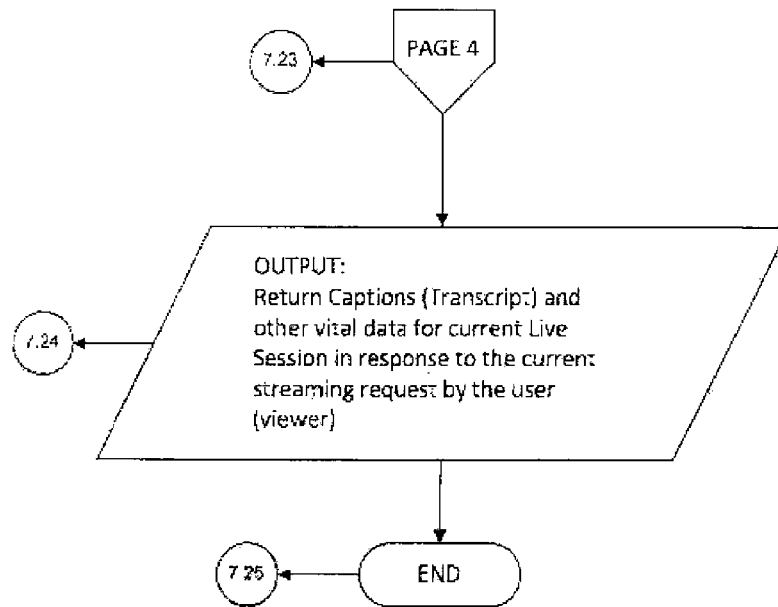 PAGE 4
7.23
OUTPUT:
Return Captions (Transcript) and
other vital data for current Live
Session in response to the current
streaming request by the user
(viewer)
7.24
END
7.25